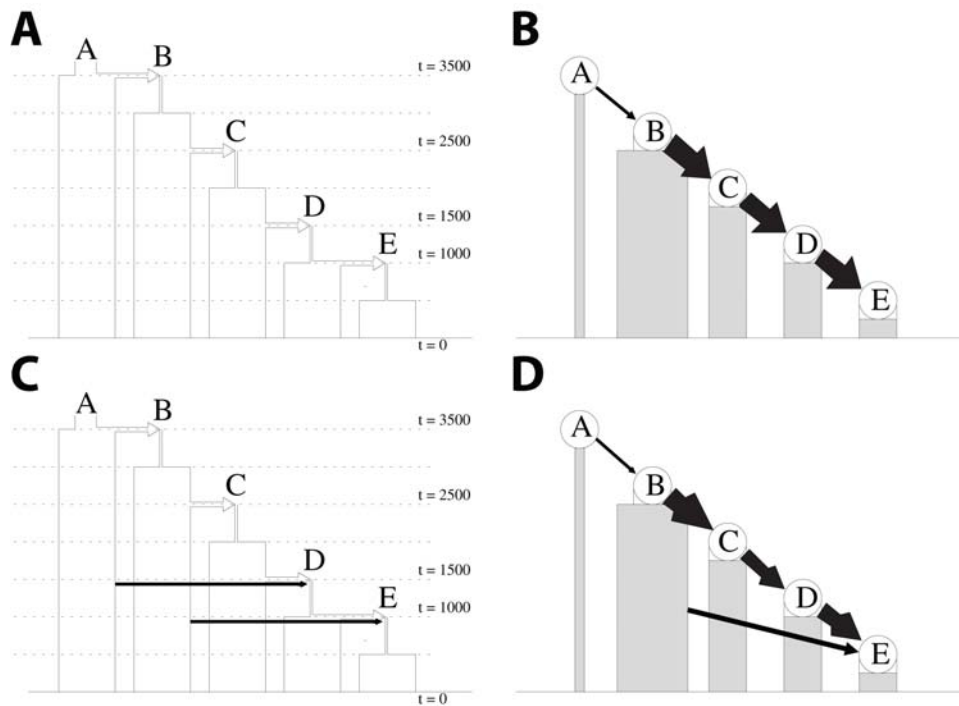 A
A
B
t = 3500
C
t = 2500
D
t = 1500
E
t = 1000
t = 0
B
A
B
C
D
E
C
A
B
t = 3500
C
t = 2500
D
t = 1500
E
t = 1000
t = 0
D
A
B
C
D
E